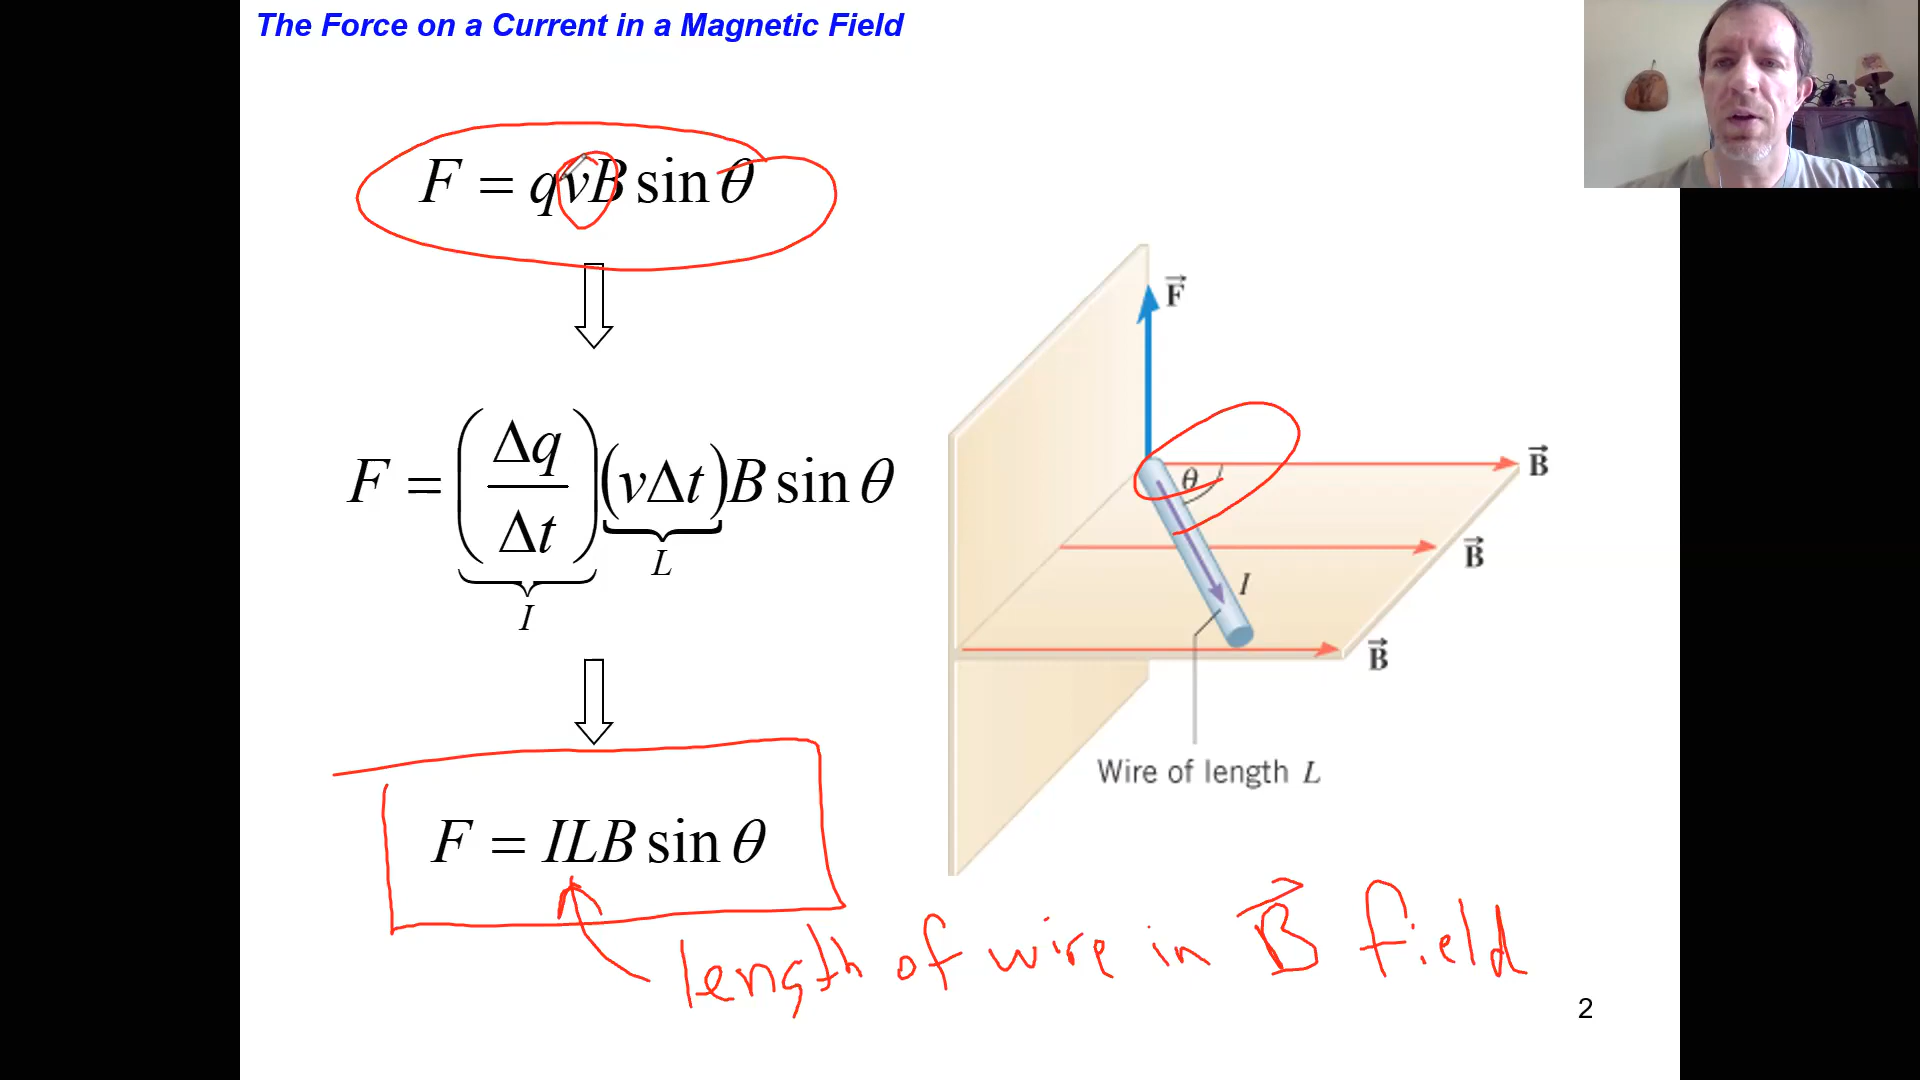 The Force on a Current in a Magnetic Field
F = qvB sin θ
F = (Δq/Δt) (vΔt) B sin θ
I
L
F = ILB sin θ
length of wire in B⃗ field
F⃗
θ
B⃗
B⃗
I
B⃗
Wire of length L
2